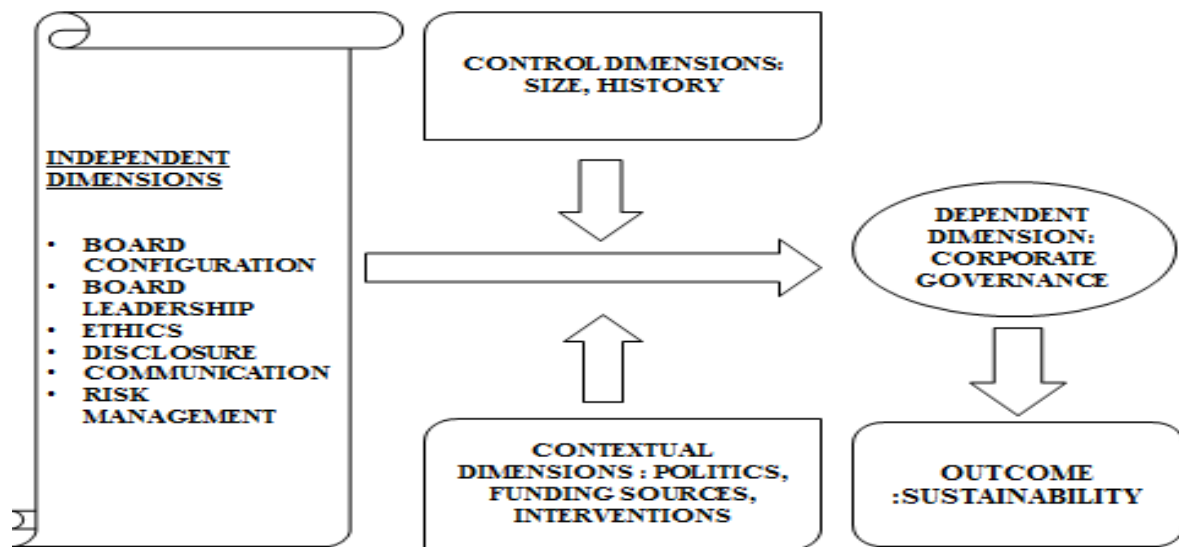 INDEPENDENT
DIMENSIONS
• BOARD
CONFIGURATION
• BOARD
LEADERSHIP
• ETHICS
• DISCLOSURE
• COMMUNICATION
• RISK
MANAGEMENT
CONTROL DIMENSIONS:
SIZE, HISTORY
CONTEXTUAL
DIMENSIONS : POLITICS,
FUNDING SOURCES,
INTERVENTIONS
DEPENDENT
DIMENSION:
CORPORATE
GOVERNANCE
OUTCOME
:SUSTAINABILITY